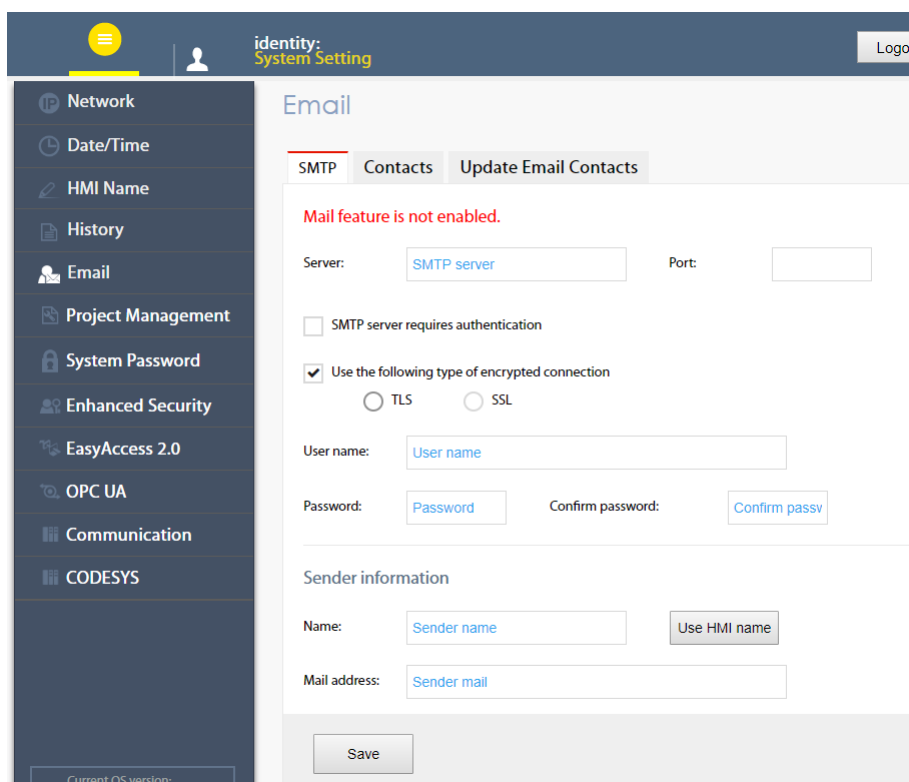 identity:
System Setting
Logo
IP Network
Date/Time
HMI Name
History
Email
Project Management
System Password
Enhanced Security
EasyAccess 2.0
OPC UA
Communication
CODESYS
Current OS version:
Email
SMTP Contacts Update Email Contacts
Mail feature is not enabled.
Server: SMTP server Port:
SMTP server requires authentication
Use the following type of encrypted connection
TLS SSL
User name: User name
Password: Password Confirm password: Confirm passw
Sender information
Name: Sender name Use HMI name
Mail address: Sender mail
Save